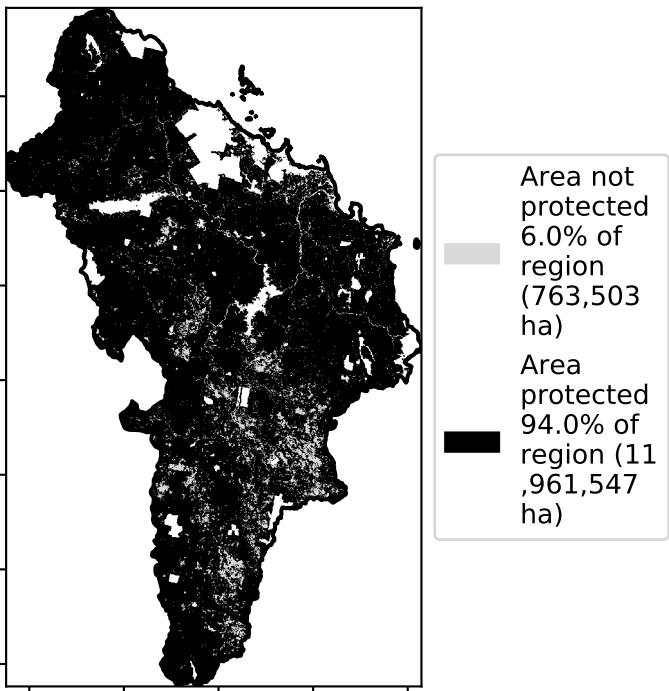 Area not
protected
6.0% of
region
(763,503
ha)
Area
protected
94.0% of
region (11
,961,547
ha)